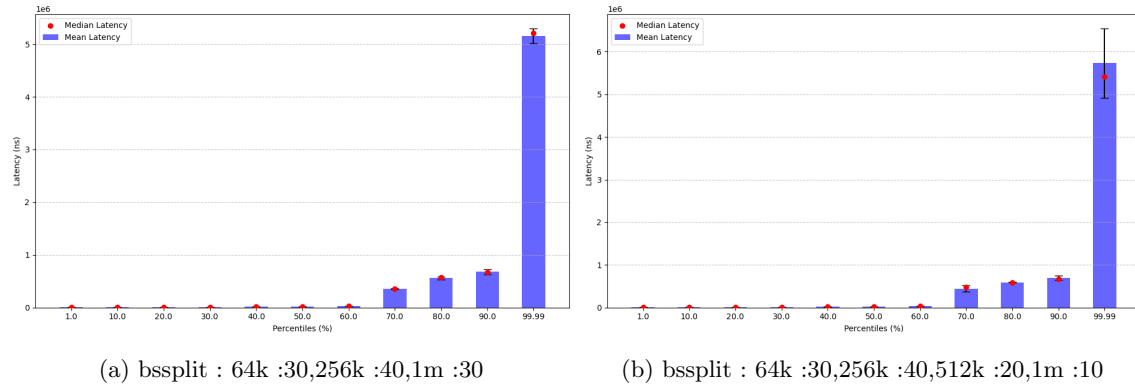 1e6
Median Latency
Mean Latency
5
4
3
2
1
0
Latency (ns)
1.0 10.0 20.0 30.0 40.0 50.0 60.0 70.0 80.0 90.0 99.99
Percentiles (%)
(a) bssplit : 64k :30,256k :40,1m :30
1e6
Median Latency
Mean Latency
6
5
4
3
2
1
0
Latency (ns)
1.0 10.0 20.0 30.0 40.0 50.0 60.0 70.0 80.0 90.0 99.99
Percentiles (%)
(b) bssplit : 64k :30,256k :40,512k :20,1m :10